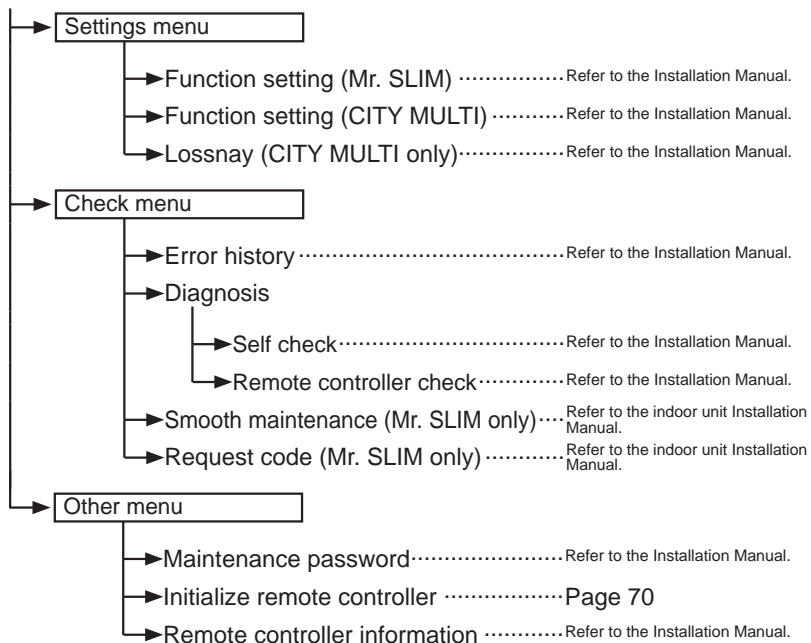 Settings menu
Function setting (Mr. SLIM) ················ Refer to the Installation Manual.
Function setting (CITY MULTI) ··········· Refer to the Installation Manual.
Lossnay (CITY MULTI only) ················ Refer to the Installation Manual.
Check menu
Error history ······································ Refer to the Installation Manual.
Diagnosis
Self check ································· Refer to the Installation Manual.
Remote controller check ············· Refer to the Installation Manual.
Smooth maintenance (Mr. SLIM only) ···· Refer to the indoor unit Installation
Manual.
Request code (Mr. SLIM only) ············ Refer to the indoor unit Installation
Manual.
Other menu
Maintenance password ······················· Refer to the Installation Manual.
Initialize remote controller ·················· Page 70
Remote controller information ············ Refer to the Installation Manual.